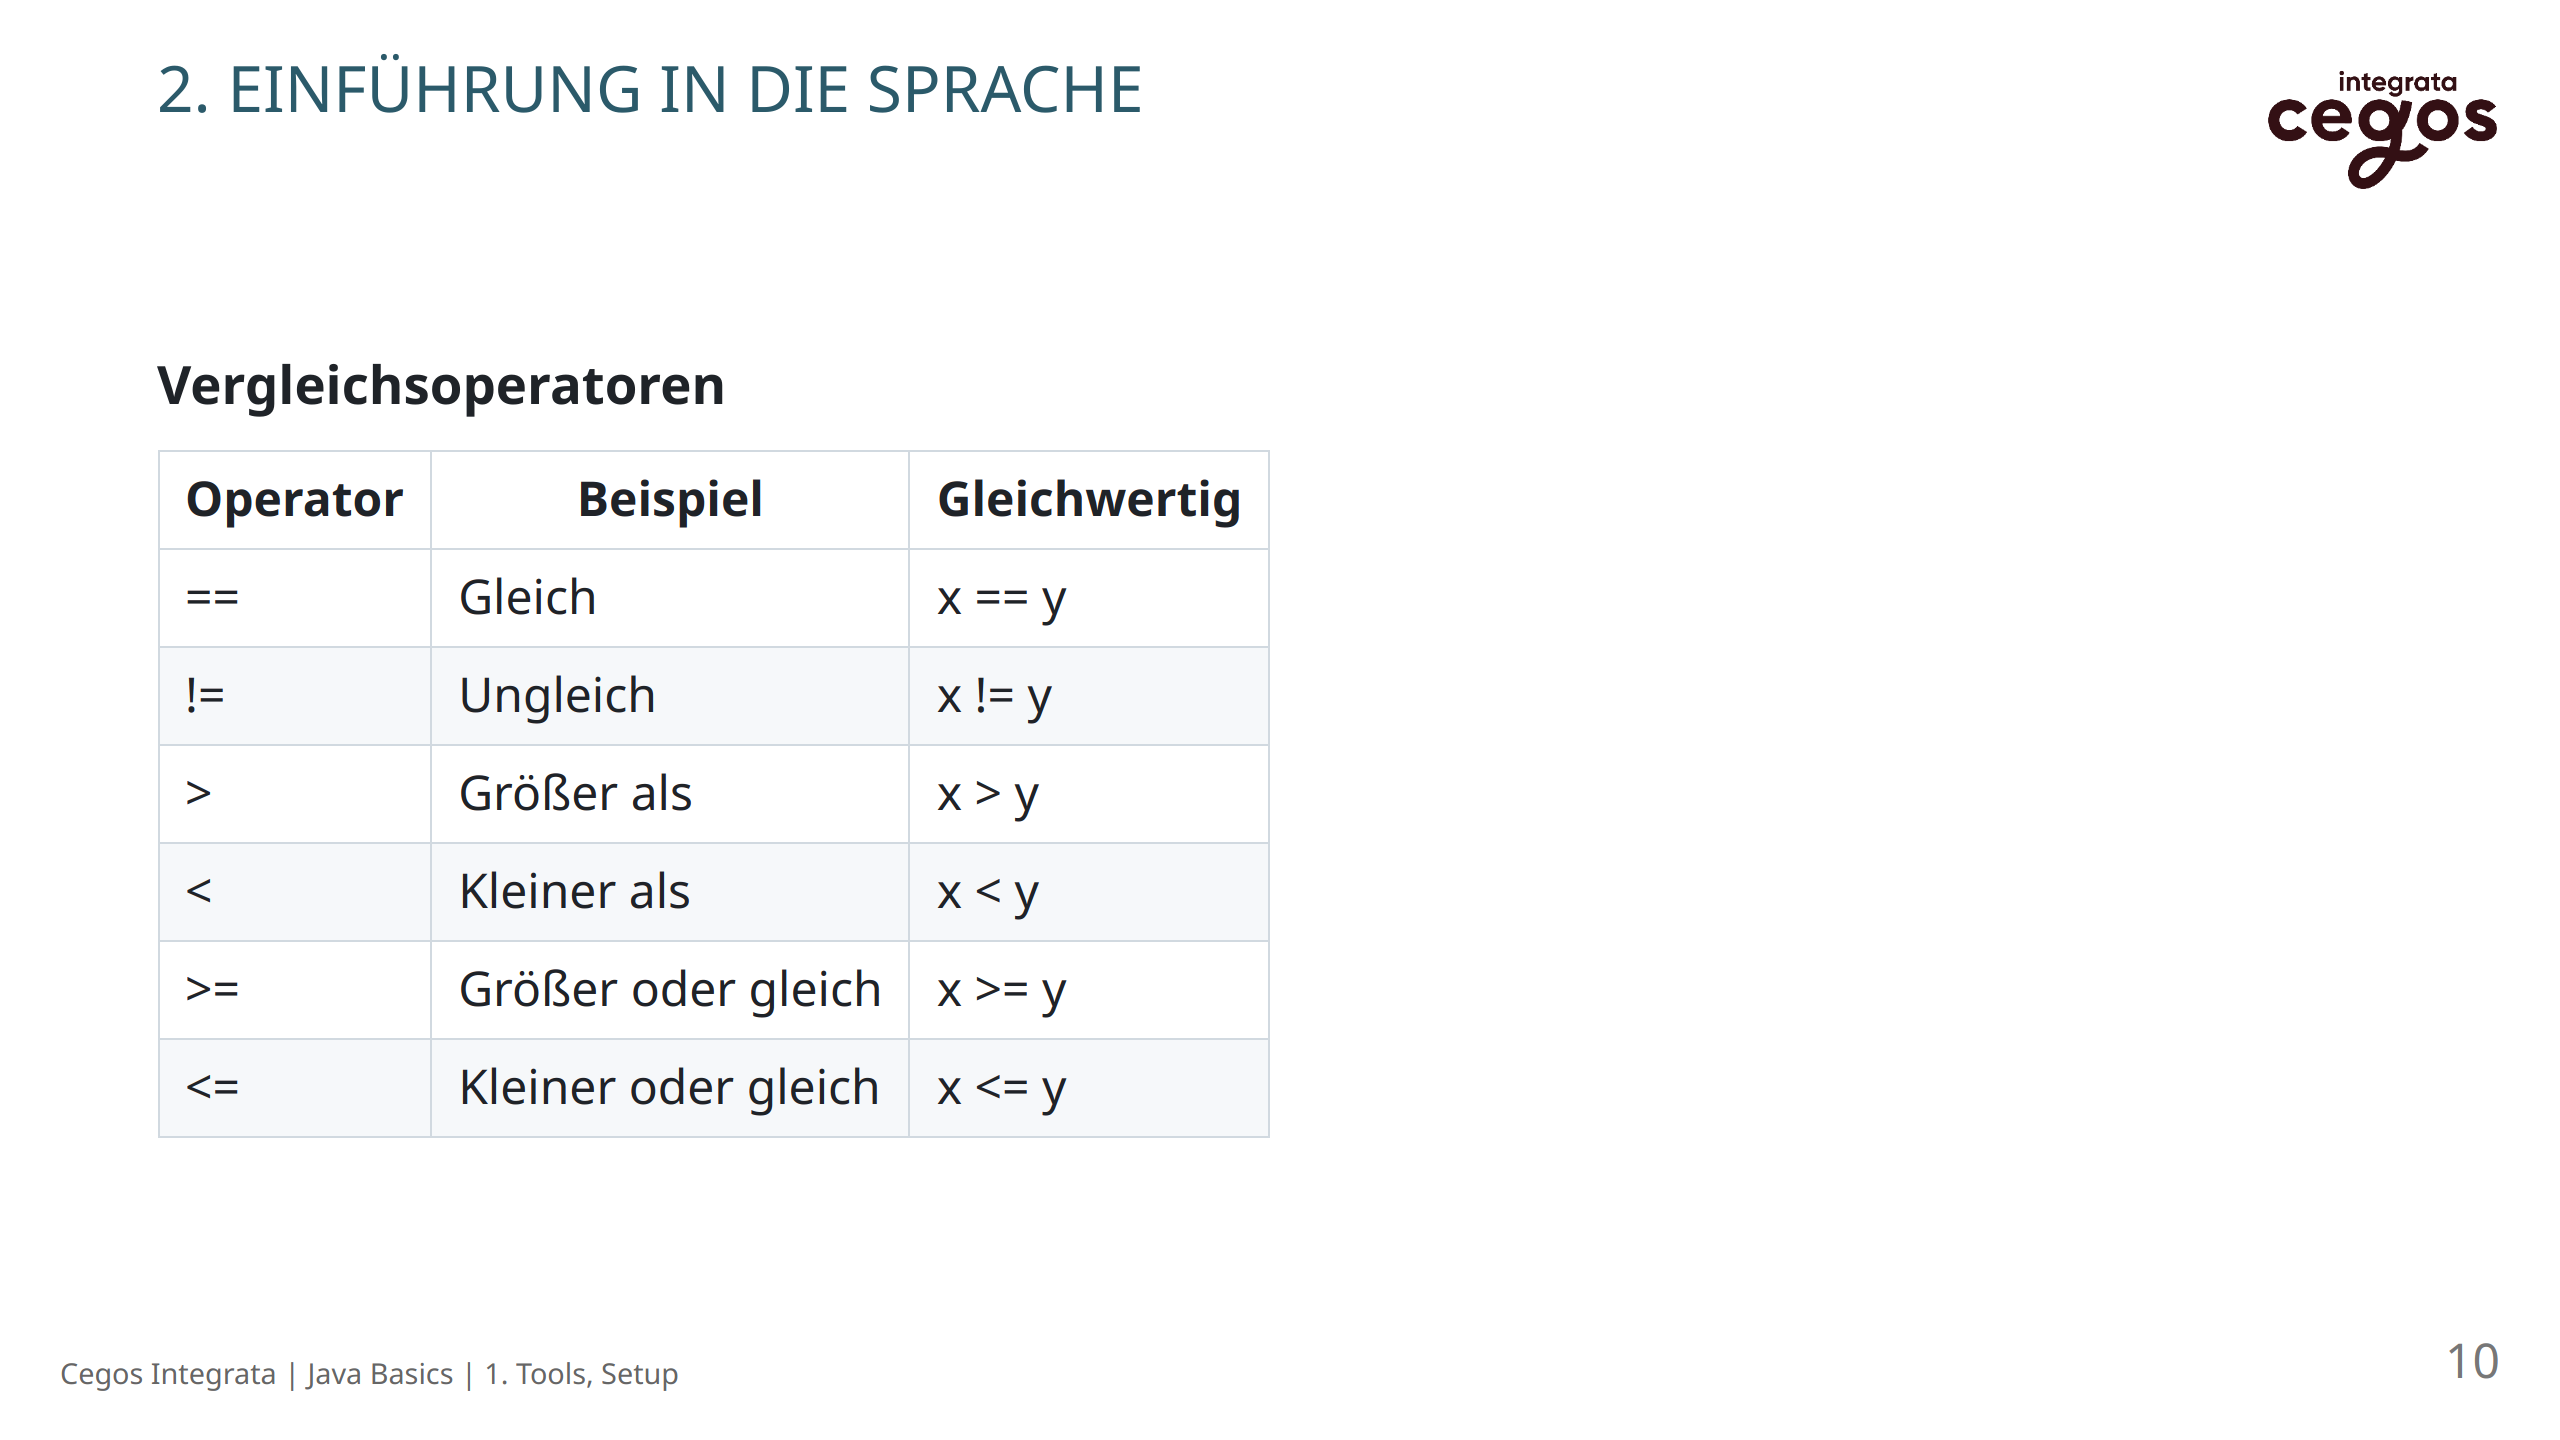 2. EINFÜHRUNG IN DIE SPRACHE
integrata
cegos
Vergleichsoperatoren
Operator Beispiel Gleichwertig
== Gleich x == y
!= Ungleich x != y
> Größer als x > y
< Kleiner als x < y
>= Größer oder gleich x >= y
<= Kleiner oder gleich x <= y
Cegos Integrata | Java Basics | 1. Tools, Setup
10